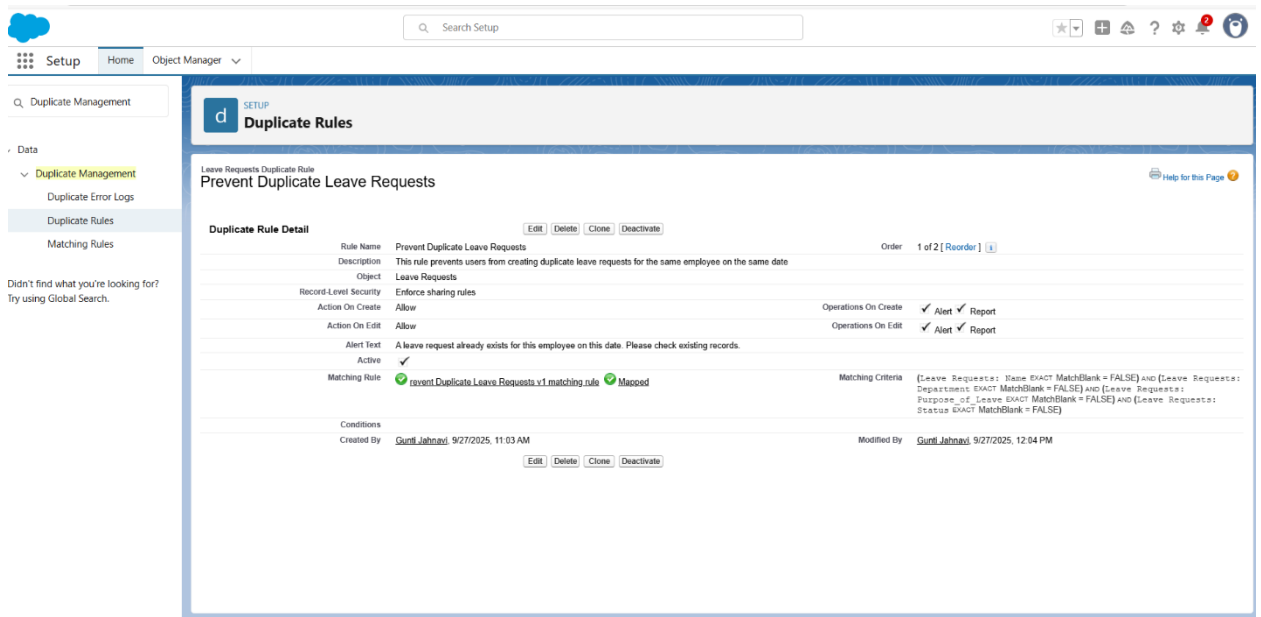 Search Setup
2
Setup Home Object Manager
Duplicate Management
Data
Duplicate Management
Duplicate Error Logs
Duplicate Rules
Matching Rules
Didn't find what you're looking for?
Try using Global Search.
d
SETUP
Duplicate Rules
Leave Requests Duplicate Rule
Prevent Duplicate Leave Requests
Help for this Page ?
Duplicate Rule Detail Edit Delete Clone Deactivate
Rule Name Prevent Duplicate Leave Requests Order 1 of 2 [ Reorder ] i
Description This rule prevents users from creating duplicate leave requests for the same employee on the same date
Object Leave Requests
Record-Level Security Enforce sharing rules
Action On Create Allow Operations On Create ✓ Alert ✓ Report
Action On Edit Allow Operations On Edit ✓ Alert ✓ Report
Alert Text A leave request already exists for this employee on this date. Please check existing records.
Active ✓
Matching Rule revent Duplicate Leave Requests v1 matching rule Mapped Matching Criteria (Leave Requests: Name EXACT MatchBlank = FALSE) AND (Leave Requests:
Department EXACT MatchBlank = FALSE) AND (Leave Requests:
Purpose_of_Leave EXACT MatchBlank = FALSE) AND (Leave Requests:
Status EXACT MatchBlank = FALSE)
Conditions
Created By Gunti Jahnavi, 9/27/2025, 11:03 AM Modified By Gunti Jahnavi, 9/27/2025, 12:04 PM
Edit Delete Clone Deactivate